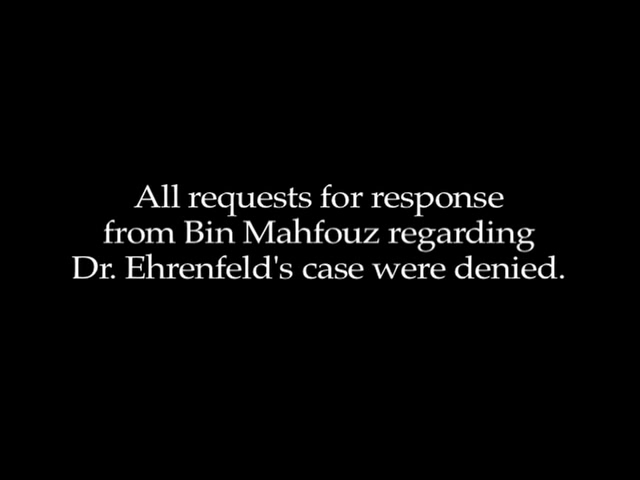 All requests for response
from Bin Mahfouz regarding
Dr. Ehrenfeld's case were denied.